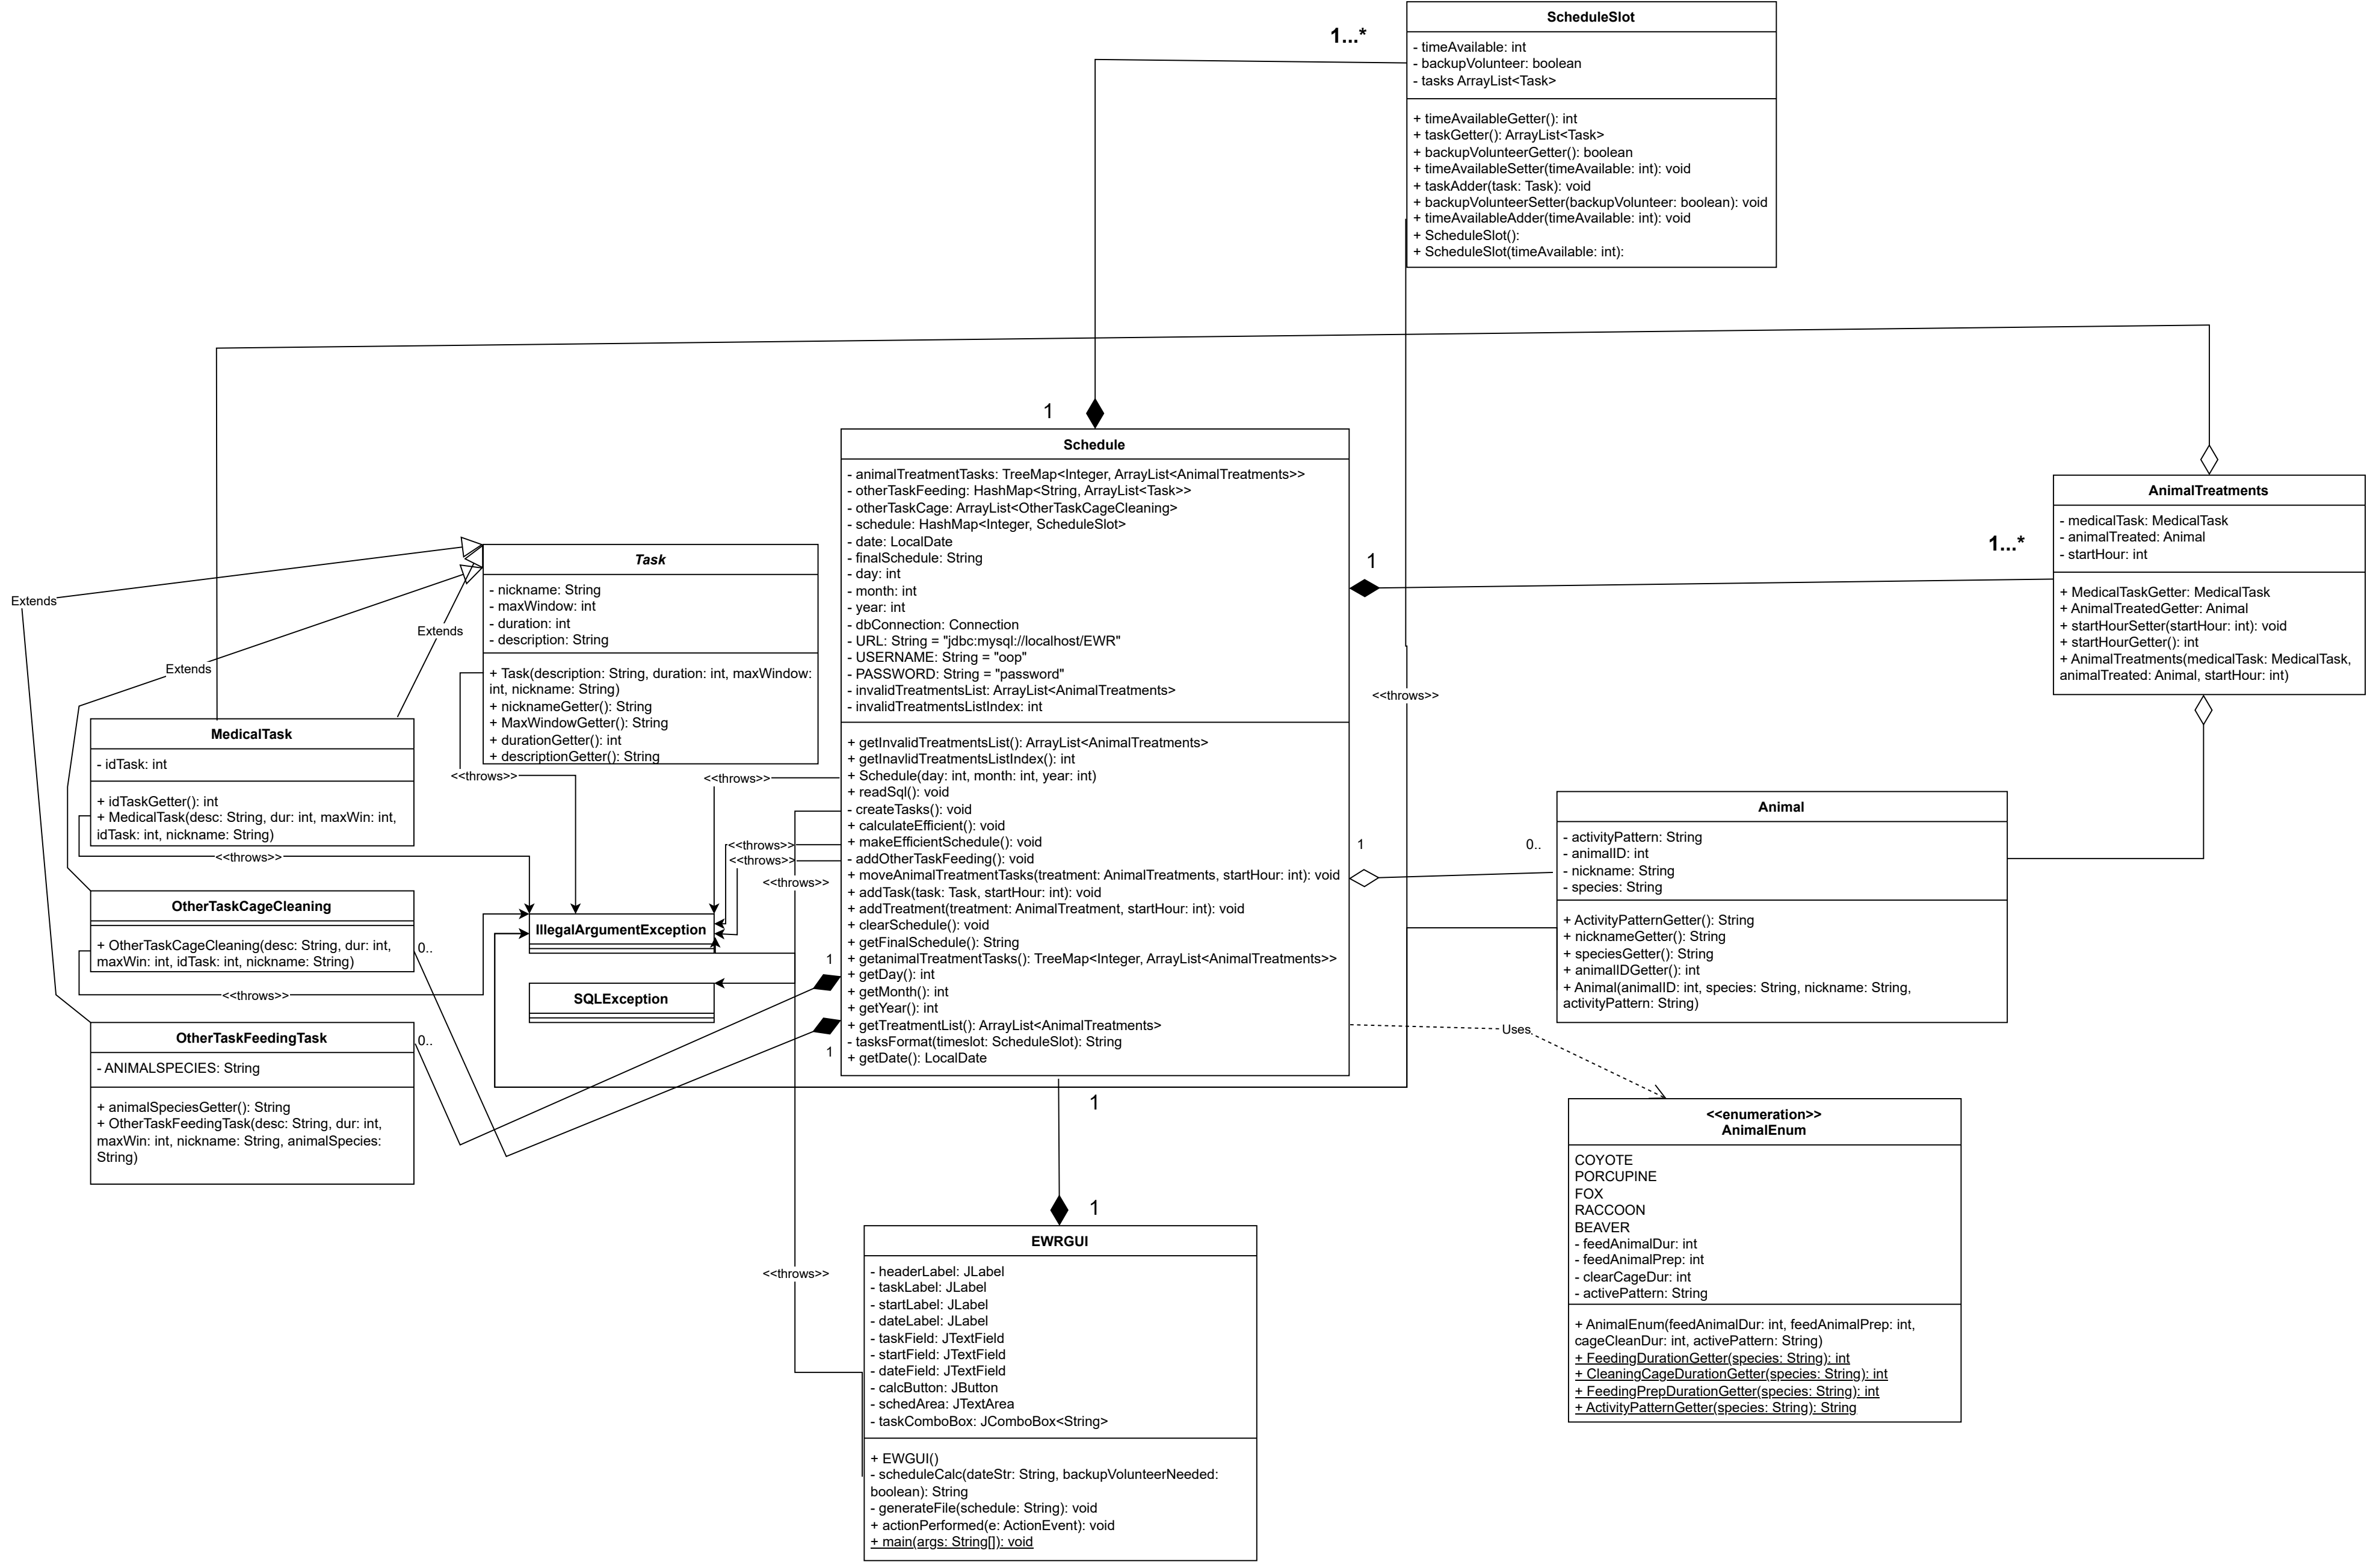 ScheduleSlot
- timeAvailable: int
- backupVolunteer: boolean
- tasks ArrayList<Task>
+ timeAvailableGetter(): int
+ taskGetter(): ArrayList<Task>
+ backupVolunteerGetter(): boolean
+ timeAvailableSetter(timeAvailable: int): void
+ taskAdder(task: Task): void
+ backupVolunteerSetter(backupVolunteer: boolean): void
+ timeAvailableAdder(timeAvailable: int): void
+ ScheduleSlot():
+ ScheduleSlot(timeAvailable: int):
1...*
1
Schedule
- animalTreatmentTasks: TreeMap<Integer, ArrayList<AnimalTreatments>>
- otherTaskFeeding: HashMap<String, ArrayList<Task>>
- otherTaskCage: ArrayList<OtherTaskCageCleaning>
- schedule: HashMap<Integer, ScheduleSlot>
- date: LocalDate
- finalSchedule: String
- day: int
- month: int
- year: int
- dbConnection: Connection
- URL: String = "jdbc:mysql://localhost/EWR"
- USERNAME: String = "oop"
- PASSWORD: String = "password"
- invalidTreatmentsList: ArrayList<AnimalTreatments>
- invalidTreatmentsListIndex: int
+ getInvalidTreatmentsList(): ArrayList<AnimalTreatments>
+ getInavlidTreatmentsListIndex(): int
+ Schedule(day: int, month: int, year: int)
+ readSql(): void
- createTasks(): void
+ calculateEfficient(): void
+ makeEfficientSchedule(): void
- addOtherTaskFeeding(): void
+ moveAnimalTreatmentTasks(treatment: AnimalTreatments, startHour: int): void
+ addTask(task: Task, startHour: int): void
+ addTreatment(treatment: AnimalTreatment, startHour: int): void
+ clearSchedule(): void
+ getFinalSchedule(): String
+ getanimalTreatmentTasks(): TreeMap<Integer, ArrayList<AnimalTreatments>>
+ getDay(): int
+ getMonth(): int
+ getYear(): int
+ getTreatmentList(): ArrayList<AnimalTreatments>
- tasksFormat(timeslot: ScheduleSlot): String
+ getDate(): LocalDate
1
1...*
AnimalTreatments
- medicalTask: MedicalTask
- animalTreated: Animal
- startHour: int
+ MedicalTaskGetter: MedicalTask
+ AnimalTreatedGetter: Animal
+ startHourSetter(startHour: int): void
+ startHourGetter(): int
+ AnimalTreatments(medicalTask: MedicalTask,
animalTreated: Animal, startHour: int)
Task
- nickname: String
- maxWindow: int
- duration: int
- description: String
+ Task(description: String, duration: int, maxWindow:
int, nickname: String)
+ nicknameGetter(): String
+ MaxWindowGetter(): String
+ durationGetter(): int
+ descriptionGetter(): String
Extends
Extends
Extends
MedicalTask
- idTask: int
+ idTaskGetter(): int
+ MedicalTask(desc: String, dur: int, maxWin: int,
idTask: int, nickname: String)
<<throws>>
<<throws>>
<<throws>>
<<throws>>
<<throws>>
<<throws>>
<<throws>>
OtherTaskCageCleaning
+ OtherTaskCageCleaning(desc: String, dur: int,
maxWin: int, idTask: int, nickname: String)
0..
<<throws>>
IllegalArgumentException
SQLException
1
1
OtherTaskFeedingTask
- ANIMALSPECIES: String
+ animalSpeciesGetter(): String
+ OtherTaskFeedingTask(desc: String, dur: int,
maxWin: int, nickname: String, animalSpecies:
String)
0..
1
0..
Animal
- activityPattern: String
- animalID: int
- nickname: String
- species: String
+ ActivityPatternGetter(): String
+ nicknameGetter(): String
+ speciesGetter(): String
+ animalIDGetter(): int
+ Animal(animalID: int, species: String, nickname: String,
activityPattern: String)
Uses
<<enumeration>>
AnimalEnum
COYOTE
PORCUPINE
FOX
RACCOON
BEAVER
- feedAnimalDur: int
- feedAnimalPrep: int
- clearCageDur: int
- activePattern: String
+ AnimalEnum(feedAnimalDur: int, feedAnimalPrep: int,
cageCleanDur: int, activePattern: String)
+ FeedingDurationGetter(species: String): int
+ CleaningCageDurationGetter(species: String): int
+ FeedingPrepDurationGetter(species: String): int
+ ActivityPatternGetter(species: String): String
1
1
<<throws>>
EWRGUI
- headerLabel: JLabel
- taskLabel: JLabel
- startLabel: JLabel
- dateLabel: JLabel
- taskField: JTextField
- startField: JTextField
- dateField: JTextField
- calcButton: JButton
- schedArea: JTextArea
- taskComboBox: JComboBox<String>
+ EWGUI()
- scheduleCalc(dateStr: String, backupVolunteerNeeded:
boolean): String
- generateFile(schedule: String): void
+ actionPerformed(e: ActionEvent): void
+ main(args: String[]): void